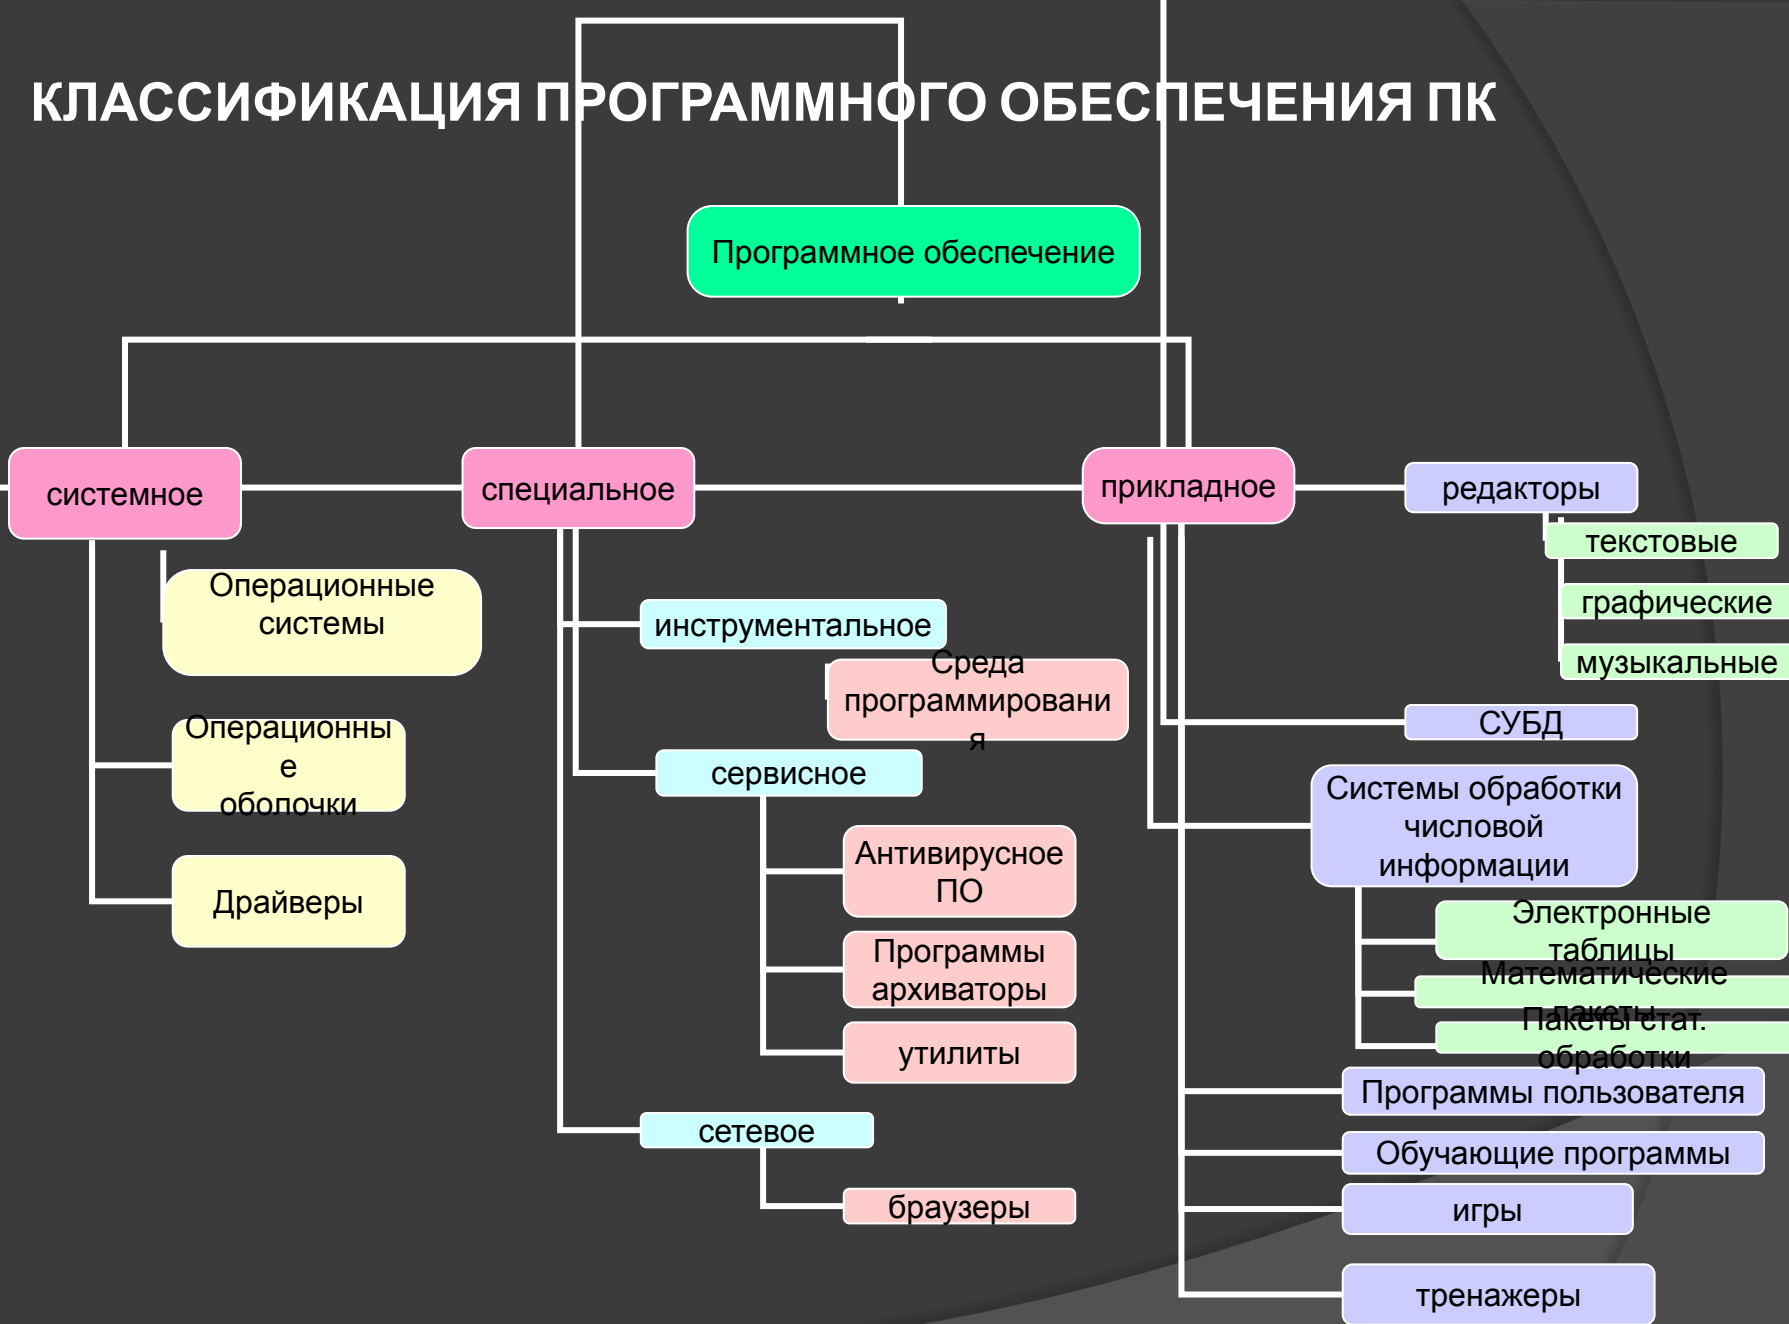 КЛАССИФИКАЦИЯ ПРОГРАММНОГО ОБЕСПЕЧЕНИЯ ПК
Программное обеспечение
системное
Операционные
системы
Операционны
е
оболочки
Драйверы
специальное
инструментальное
Среда
программировани
я
сервисное
Антивирусное
ПО
Программы
архиваторы
утилиты
сетевое
браузеры
прикладное
редакторы
текстовые
графические
музыкальные
СУБД
Системы обработки
числовой
информации
Электронные
таблицы
Математические
пакеты
Пакеты стат.
обработки
Программы пользователя
Обучающие программы
игры
тренажеры